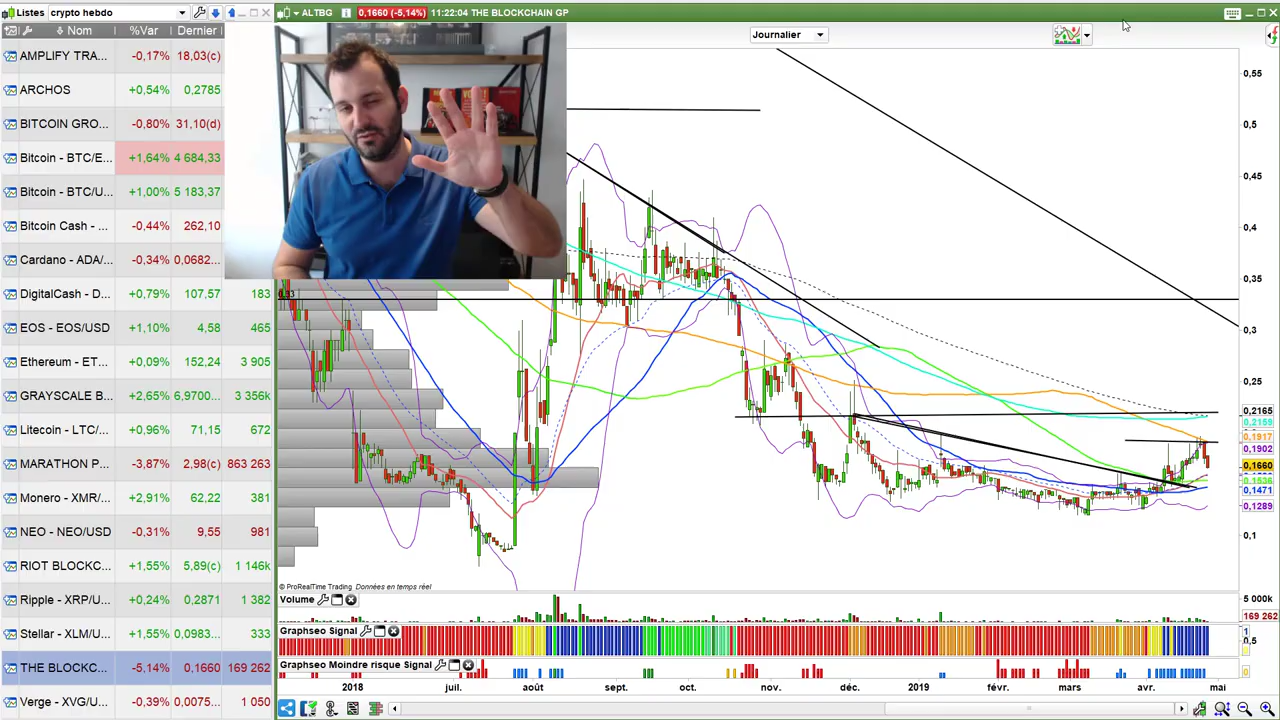 Listes crypto hebdo
ALTBG 0,1660 (-5,14%) 11:22:04 THE BLOCKCHAIN GP
Nom %Var Dernier
AMPLIFY TRA... -0,17% 18,03(c)
ARCHOS +0,54% 0,2785
BITCOIN GRO... -0,80% 31,10(d)
Bitcoin - BTC/E... +1,64% 4 684,33
Bitcoin - BTC/U... +1,00% 5 183,37
Bitcoin Cash - ... -0,44% 262,10
Cardano - ADA/... -0,34% 0,0682...
DigitalCash - D... +0,79% 107.57 183
EOS - EOS/USD +1,10% 4,58 465
Ethereum - ET +0,09% 152,24 3 905
GRAYSCALE B... +2,65% 6,9700... 3 356k
Litecoin - LTC/... +0,96% 71,15 672
MARATHON P... -3,87% 2,98(c)
Monero - XMR/... +2,91% 62,22 381
NEO - NEO/USD -0,31% 9,55 981
RIOT BLOCKC... +1,55% 5,89(c) 1 146k
Ripple - XRP/U... +0,24% 0,2871 1 382
Stellar - XLM/U... +1,55% 0,0983... 333
THE BLOCKC... -5,14% 0,1660 169 262
Verge - XVG/U... -0,39% 0,0075... 1 050
Journalier
0,55
0,5
0,45
0,4
0,35
0,33
0,3
0,25
0,2165
0,2159
0,1917
0,1902
0,1660
0,1536
0,1471
0,1289
0,1
© ProRealTime Trading Données en temps réel
Volume
5 000k
169 262
Graphseo Signal
1
0,5
Graphseo Moindre risque Signal
2018 juil. août sept. oct. nov. déc. 2019 févr. mars avr. mai